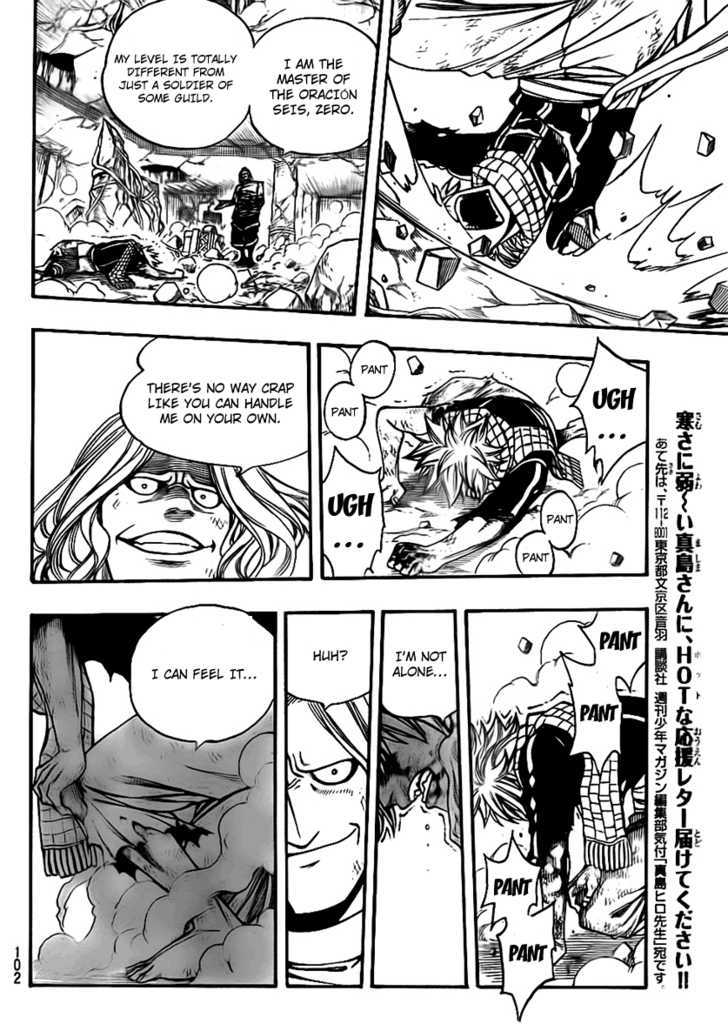 I AM THE
MASTER OF
THE ORACIÓN
SEIS, ZERO.
MY LEVEL IS TOTALLY
DIFFERENT FROM
JUST A SOLDIER OF
SOME GUILD.
UGH
...
PANT
PANT
UGH
...
PANT
PANT
THERE'S NO WAY CRAP
LIKE YOU CAN HANDLE
ME ON YOUR OWN.
PANT
PANT
PANT
PANT
I'M NOT
ALONE...
HUH?
I CAN FEEL IT...
寒さに弱〜い真島さんに、HOTな応援レター届けてください!!
あて先は、〒112-8001 東京都文京区音羽 講談社 週刊少年マガジン編集部気付「真島ヒロ先生」宛です。
102